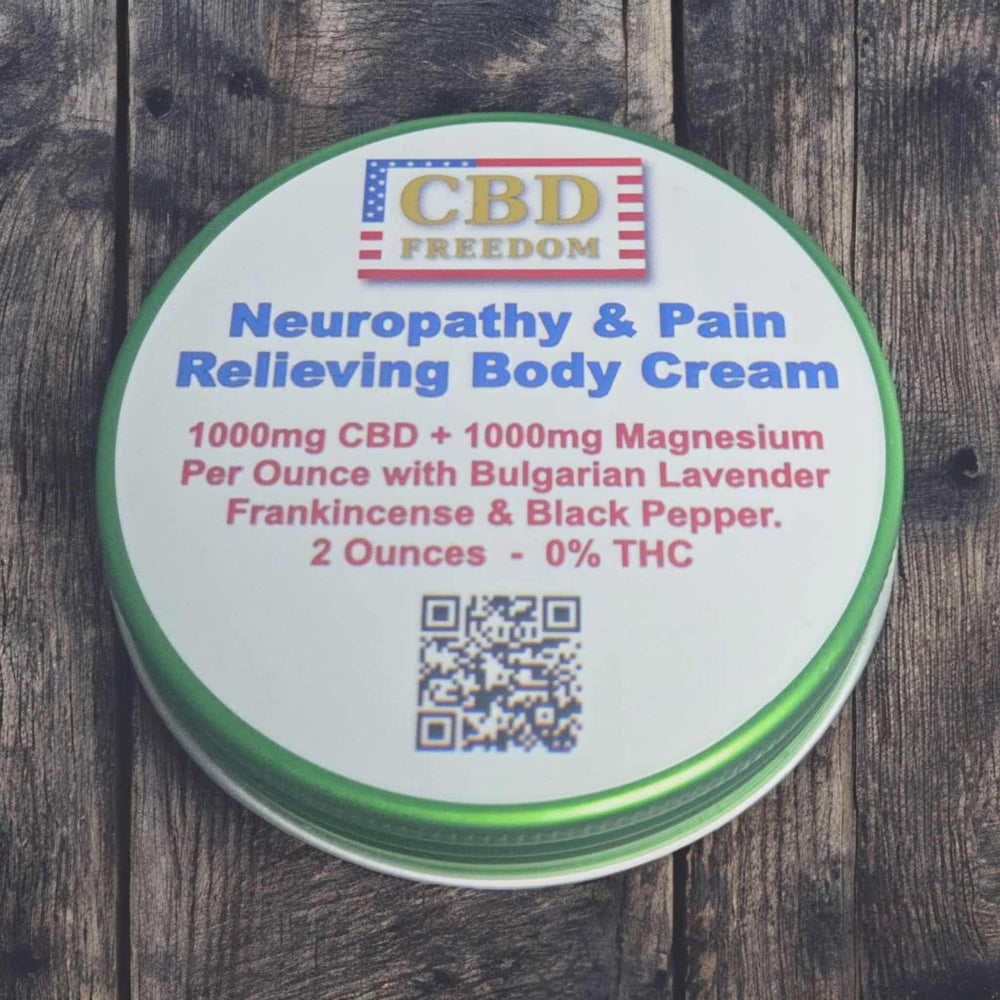 CBD
FREEDOM
Neuropathy & Pain
Relieving Body Cream
1000mg CBD + 1000mg Magnesium
Per Ounce with Bulgarian Lavender
Frankincense & Black Pepper.
2 Ounces - 0% THC